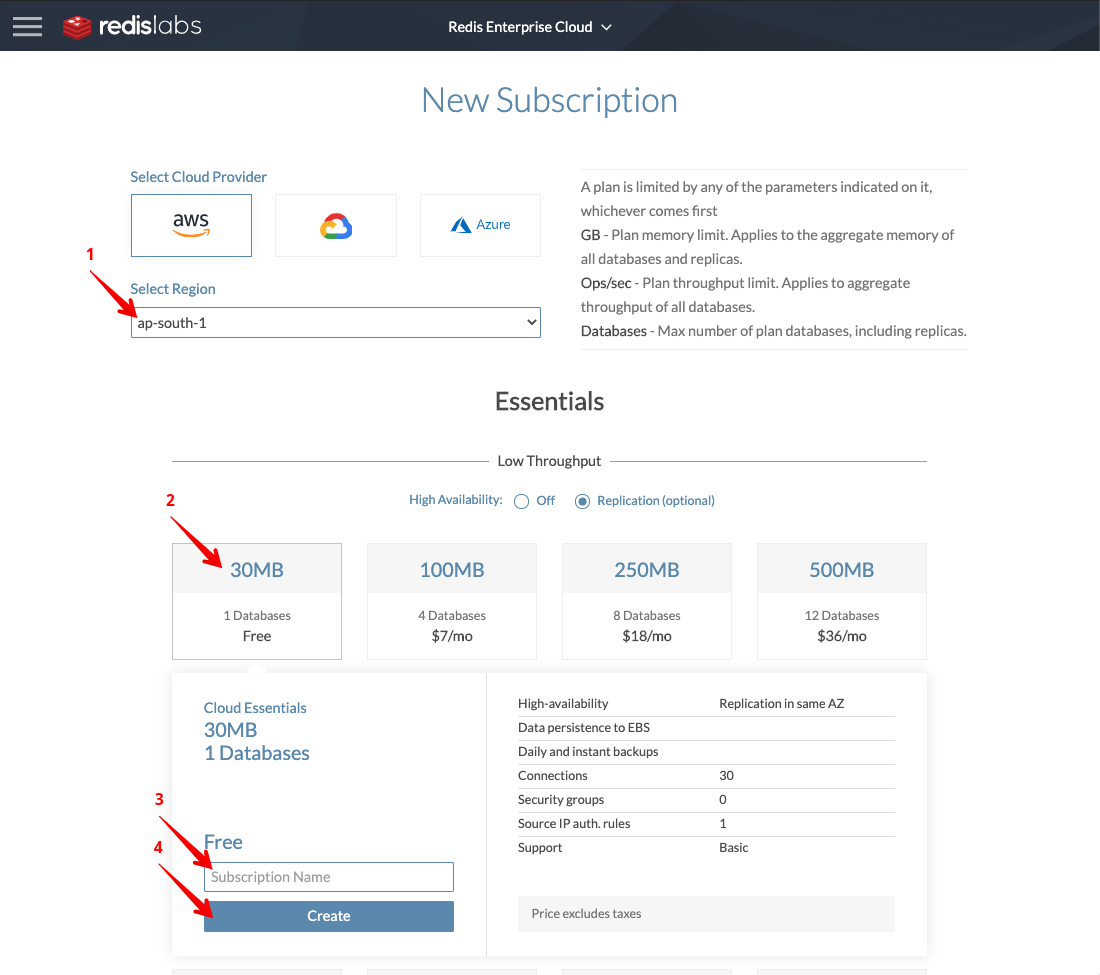 redislabs
Redis Enterprise Cloud
New Subscription
Select Cloud Provider
aws
Azure
1
Select Region
ap-south-1
A plan is limited by any of the parameters indicated on it,
whichever comes first
GB - Plan memory limit. Applies to the aggregate memory of
all databases and replicas.
Ops/sec - Plan throughput limit. Applies to aggregate
throughput of all databases.
Databases - Max number of plan databases, including replicas.
Essentials
Low Throughput
High Availability: Off Replication (optional)
2
30MB
1 Databases
Free
100MB
4 Databases
$7/mo
250MB
8 Databases
$18/mo
500MB
12 Databases
$36/mo
Cloud Essentials
30MB
1 Databases
3
Free
4
Subscription Name
Create
High-availability Replication in same AZ
Data persistence to EBS
Daily and instant backups
Connections 30
Security groups 0
Source IP auth. rules 1
Support Basic
Price excludes taxes